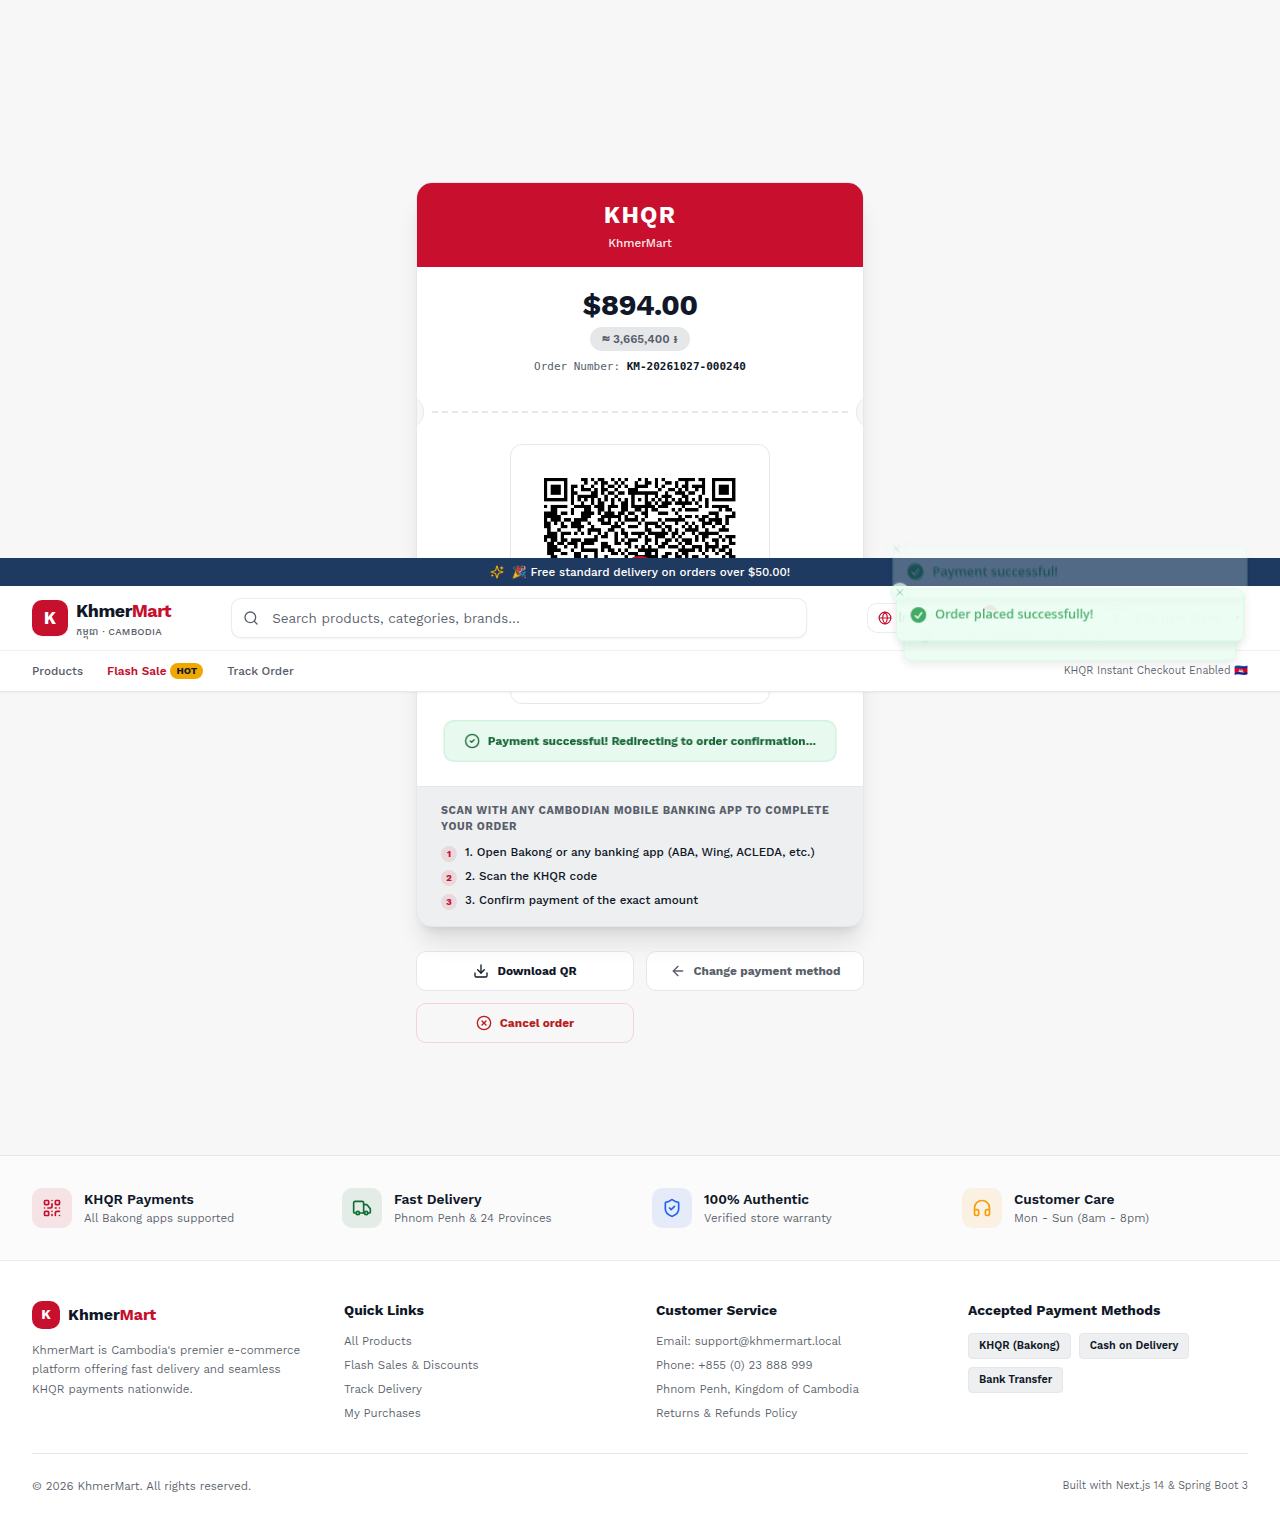 KHQR
KhmerMart
$894.00
≈ 3,665,400 ៛
Order Number: KM-20261027-000240
🎉 Free standard delivery on orders over $50.00!
Payment successful!
K
KhmerMart
កម្ពុជា · CAMBODIA
Search products, categories, brands...
Order placed successfully!
Products
Flash Sale HOT
Track Order
KHQR Instant Checkout Enabled 🇰🇭
Payment successful! Redirecting to order confirmation...
SCAN WITH ANY CAMBODIAN MOBILE BANKING APP TO COMPLETE
YOUR ORDER
1 1. Open Bakong or any banking app (ABA, Wing, ACLEDA, etc.)
2 2. Scan the KHQR code
3 3. Confirm payment of the exact amount
Download QR
Change payment method
Cancel order
KHQR Payments
All Bakong apps supported
Fast Delivery
Phnom Penh & 24 Provinces
100% Authentic
Verified store warranty
Customer Care
Mon - Sun (8am - 8pm)
K KhmerMart
KhmerMart is Cambodia's premier e-commerce
platform offering fast delivery and seamless
KHQR payments nationwide.
Quick Links
All Products
Flash Sales & Discounts
Track Delivery
My Purchases
Customer Service
Email: support@khmermart.local
Phone: +855 (0) 23 888 999
Phnom Penh, Kingdom of Cambodia
Returns & Refunds Policy
Accepted Payment Methods
KHQR (Bakong)
Cash on Delivery
Bank Transfer
© 2026 KhmerMart. All rights reserved.
Built with Next.js 14 & Spring Boot 3